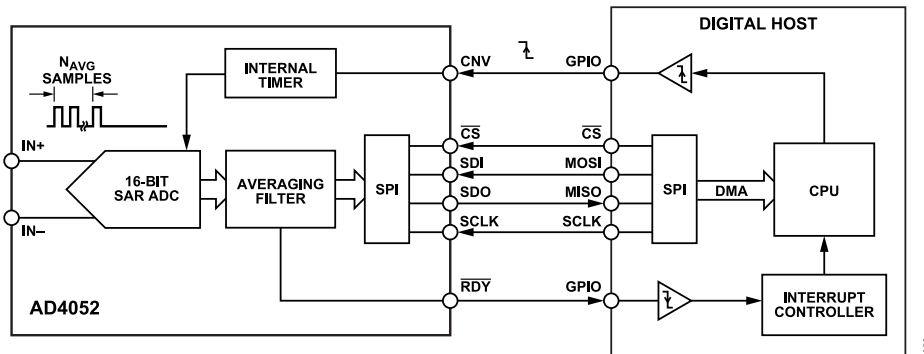 DIGITAL HOST
N_AVG
SAMPLES
INTERNAL
TIMER
CNV
GPIO
IN+
IN–
16-BIT
SAR ADC
AVERAGING
FILTER
SPI
CS
SDI
SDO
SCLK
CS
MOSI
MISO
SCLK
SPI
DMA
CPU
RDY
GPIO
INTERRUPT
CONTROLLER
AD4052